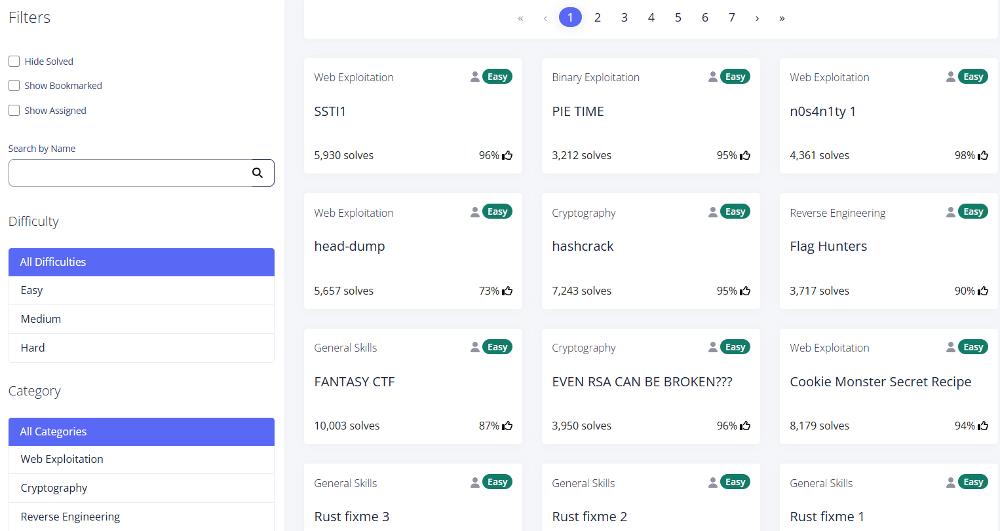 Filters
Hide Solved
Show Bookmarked
Show Assigned
Search by Name
Difficulty
All Difficulties
Easy
Medium
Hard
Category
All Categories
Web Exploitation
Cryptography
Reverse Engineering
« ‹ 1 2 3 4 5 6 7 › »
Web Exploitation Easy
SSTI1
5,930 solves 96%
Binary Exploitation Easy
PIE TIME
3,212 solves 95%
Web Exploitation Easy
n0s4n1ty 1
4,361 solves 98%
Web Exploitation Easy
head-dump
5,657 solves 73%
Cryptography Easy
hashcrack
7,243 solves 95%
Reverse Engineering Easy
Flag Hunters
3,717 solves 90%
General Skills Easy
FANTASY CTF
10,003 solves 87%
Cryptography Easy
EVEN RSA CAN BE BROKEN???
3,950 solves 96%
Web Exploitation Easy
Cookie Monster Secret Recipe
8,179 solves 94%
General Skills Easy
Rust fixme 3
General Skills Easy
Rust fixme 2
General Skills Easy
Rust fixme 1